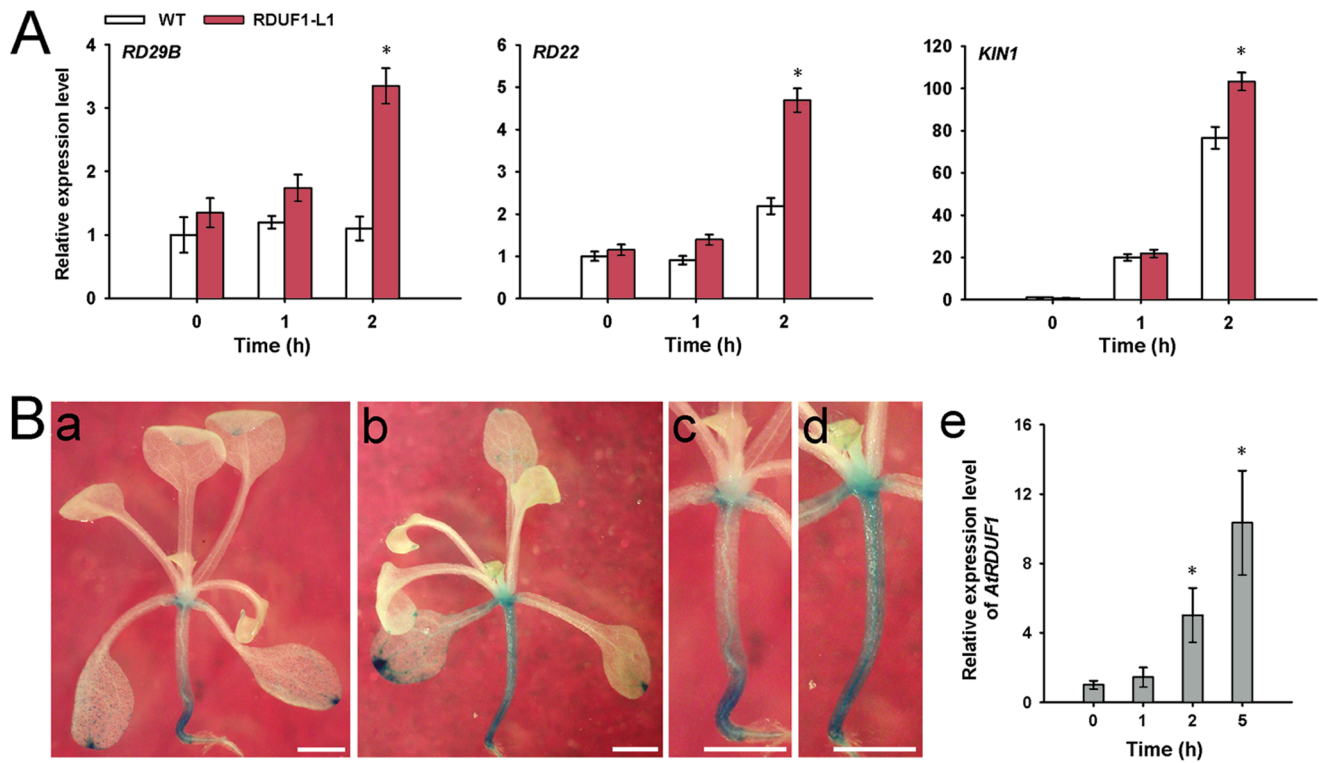 A
WT RDUF1-L1
RD29B
*
Relative expression level
4
3
2
1
0
0 1 2
Time (h)
RD22
*
6
5
4
3
2
1
0
0 1 2
Time (h)
KIN1
*
120
100
80
60
40
20
0
0 1 2
Time (h)
B
a
b
c
d
e
Relative expression level
of AtRDUF1
16
12
8
4
0
*
*
0 1 2 5
Time (h)